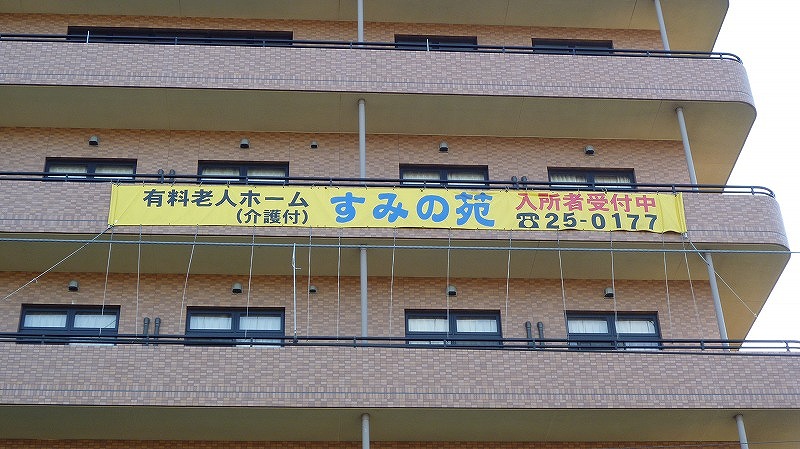 有料老人ホーム
(介護付)
すみの苑
入所者受付中
☎25-0177